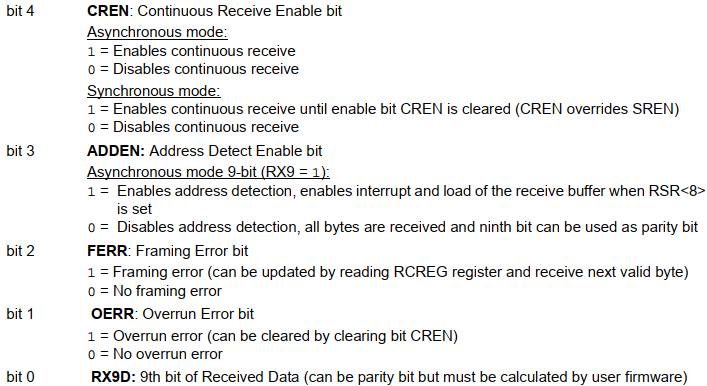 bit 4 CREN: Continuous Receive Enable bit
Asynchronous mode:
1 = Enables continuous receive
0 = Disables continuous receive
Synchronous mode:
1 = Enables continuous receive until enable bit CREN is cleared (CREN overrides SREN)
0 = Disables continuous receive
bit 3 ADDEN: Address Detect Enable bit
Asynchronous mode 9-bit (RX9 = 1):
1 = Enables address detection, enables interrupt and load of the receive buffer when RSR<8>
is set
0 = Disables address detection, all bytes are received and ninth bit can be used as parity bit
bit 2 FERR: Framing Error bit
1 = Framing error (can be updated by reading RCREG register and receive next valid byte)
0 = No framing error
bit 1 OERR: Overrun Error bit
1 = Overrun error (can be cleared by clearing bit CREN)
0 = No overrun error
bit 0 RX9D: 9th bit of Received Data (can be parity bit but must be calculated by user firmware)